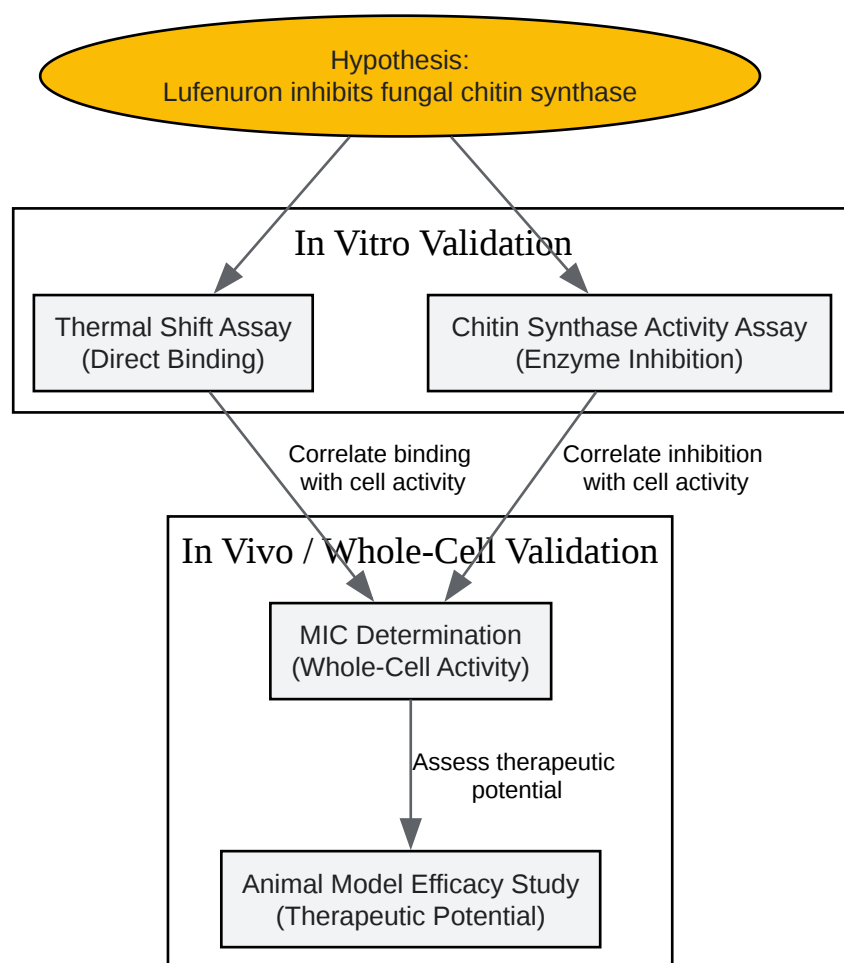 Hypothesis:
Lufenuron inhibits fungal chitin synthase
In Vitro Validation
Thermal Shift Assay
(Direct Binding)
Chitin Synthase Activity Assay
(Enzyme Inhibition)
Correlate binding
with cell activity
Correlate inhibition
with cell activity
In Vivo / Whole-Cell Validation
MIC Determination
(Whole-Cell Activity)
Assess therapeutic
potential
Animal Model Efficacy Study
(Therapeutic Potential)